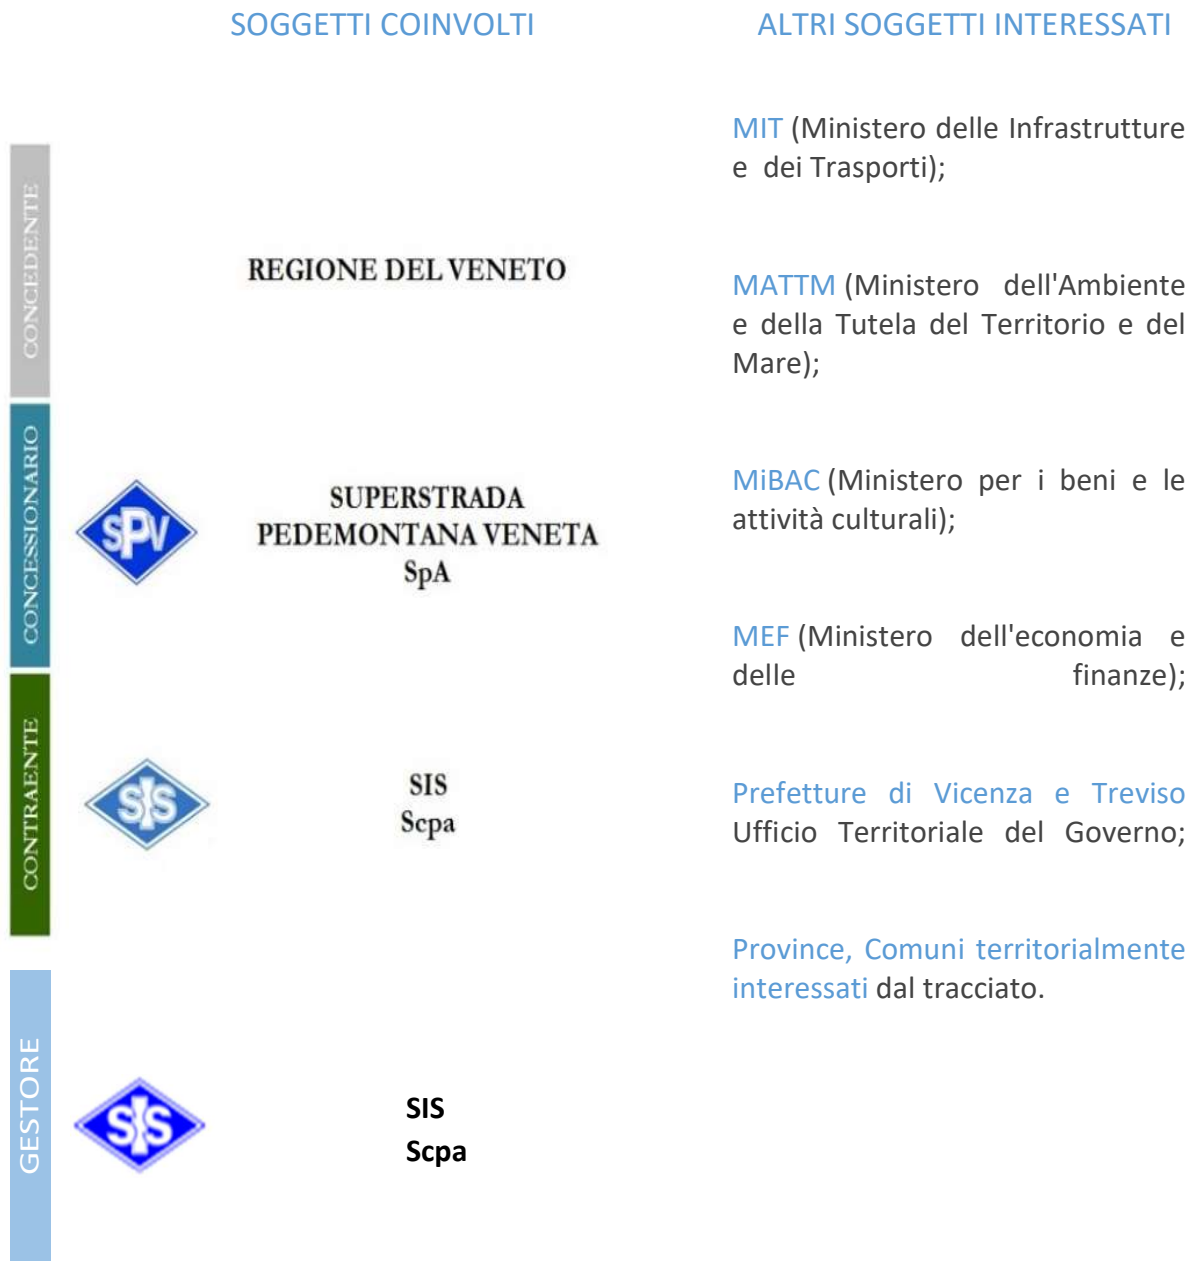 SOGGETTI COINVOLTI
CONCEDENTE
REGIONE DEL VENETO
CONCESSIONARIO
SPV
SUPERSTRADA
PEDEMONTANA VENETA
SpA
CONTRAENTE
SIS
SIS
Scpa
GESTORE
SIS
SIS
Scpa
ALTRI SOGGETTI INTERESSATI
MIT (Ministero delle Infrastrutture
e dei Trasporti);
MATTM (Ministero dell'Ambiente
e della Tutela del Territorio e del
Mare);
MiBAC (Ministero per i beni e le
attività culturali);
MEF (Ministero dell'economia e
delle finanze);
Prefetture di Vicenza e Treviso
Ufficio Territoriale del Governo;
Province, Comuni territorialmente
interessati dal tracciato.